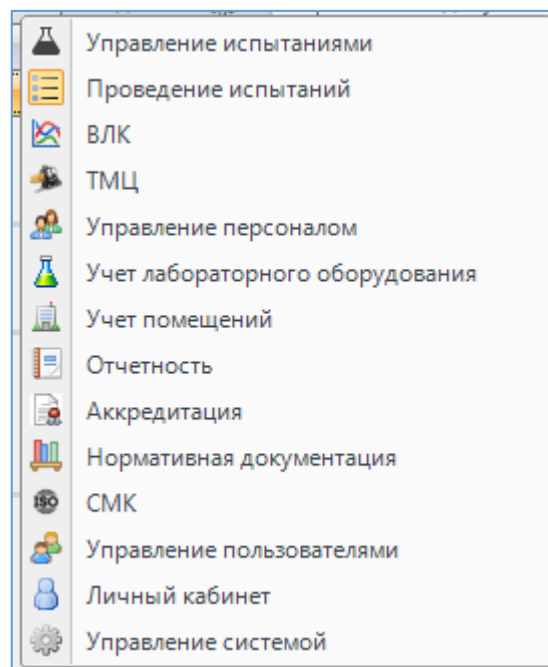 Управление испытаниями
Проведение испытаний
ВЛК
ТМЦ
Управление персоналом
Учет лабораторного оборудования
Учет помещений
Отчетность
Аккредитация
Нормативная документация
ISO СМК
Управление пользователями
Личный кабинет
Управление системой